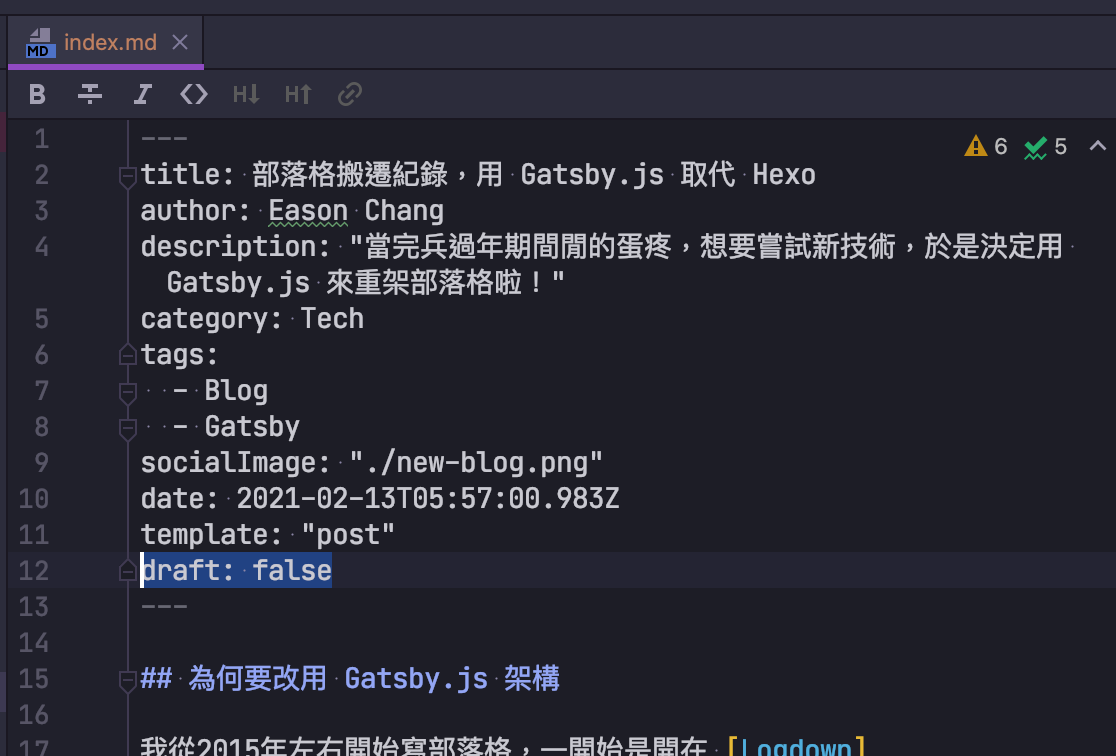 MD index.md
B I <> H↓ H↑
6 5
1 ---
2 title: 部落格搬遷紀錄，用 Gatsby.js 取代 Hexo
3 author: Eason Chang
4 description: "當完兵過年期間閒的蛋疼，想要嘗試新技術，於是決定用
Gatsby.js 來重架部落格啦！"
5 category: Tech
6 tags:
7 - Blog
8 - Gatsby
9 socialImage: "./new-blog.png"
10 date: 2021-02-13T05:57:00.983Z
11 template: "post"
12 draft: false
13 ---
14
15 ## 為何要改用 Gatsby.js 架構
16
17 我從2015年左右開始寫部落格，一開始是開在 [Logdown]